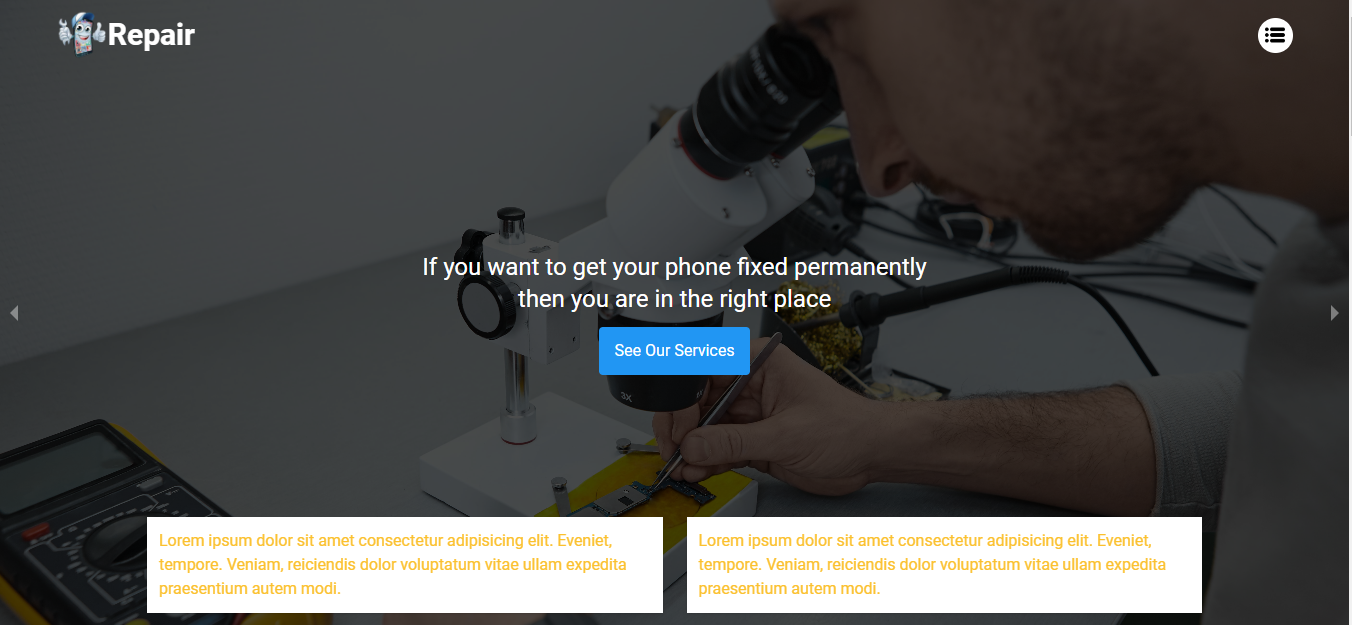 Repair
If you want to get your phone fixed permanently
then you are in the right place
See Our Services
3X
Lorem ipsum dolor sit amet consectetur adipisicing elit. Eveniet,
tempore. Veniam, reiciendis dolor voluptatum vitae ullam expedita
praesentium autem modi.
Lorem ipsum dolor sit amet consectetur adipisicing elit. Eveniet,
tempore. Veniam, reiciendis dolor voluptatum vitae ullam expedita
praesentium autem modi.